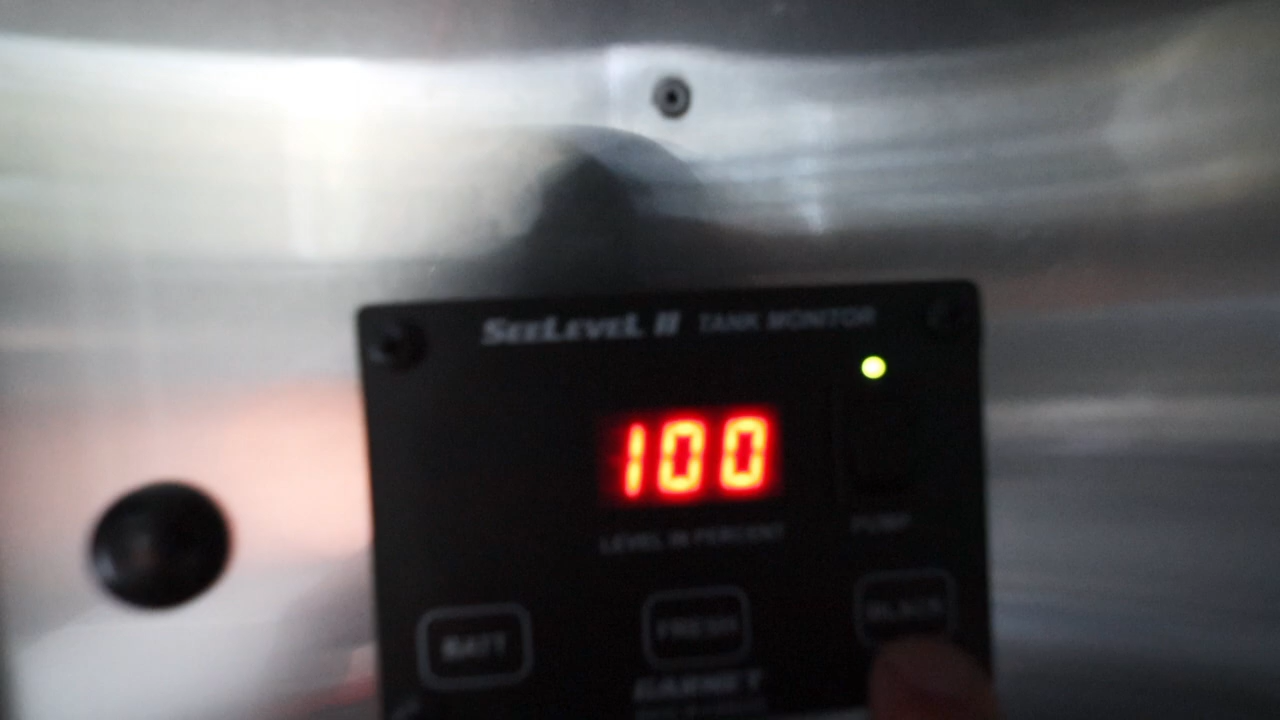 SEELEVEL II TANK MONITOR
100
LEVEL IN PERCENT
PUMP
BATT
FRESH
BLACK
GARNET